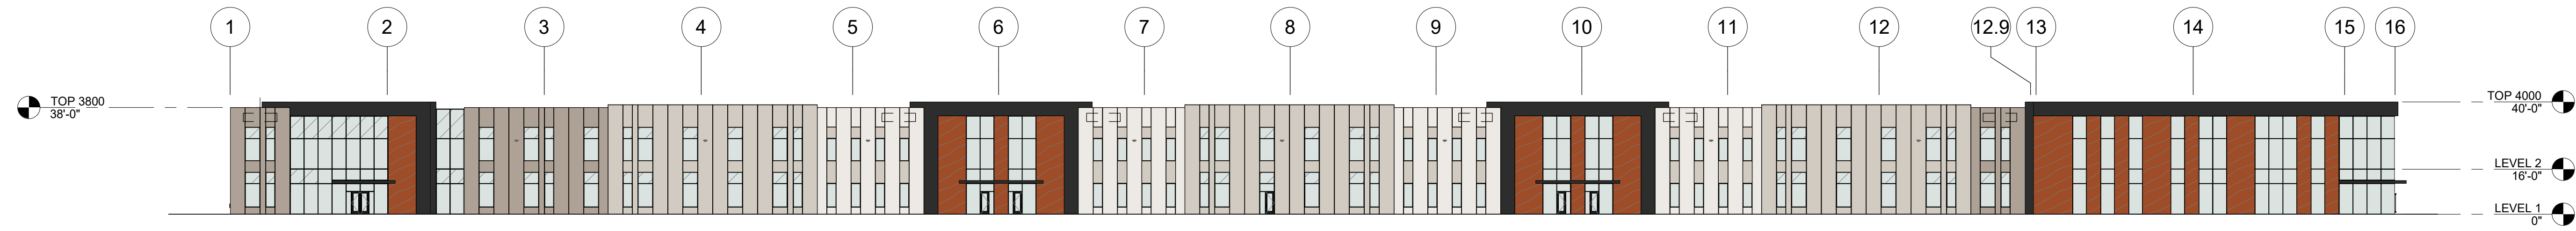 1 2 3 4 5 6 7 8 9 10 11 12 12.9 13 14 15 16
TOP 3800
38'-0"
TOP 4000
40'-0"
LEVEL 2
16'-0"
LEVEL 1
0"